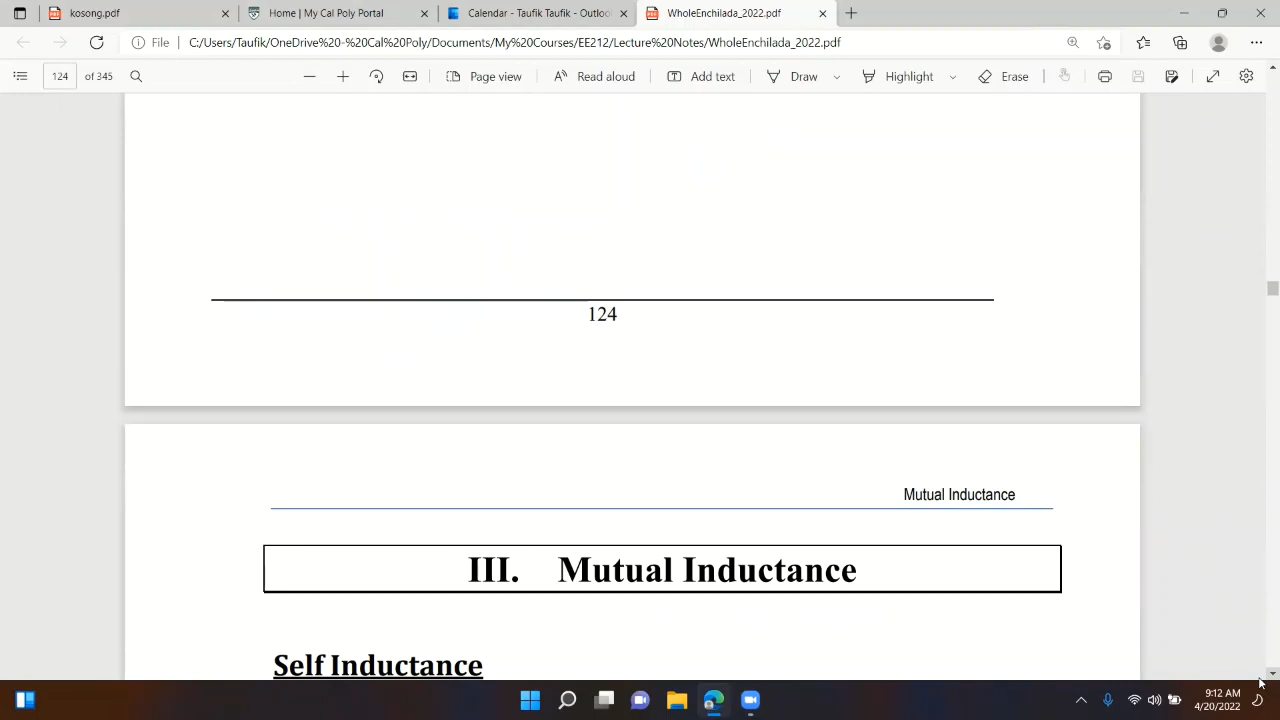 kosong.pdf
Home | My Cal Poly Portal
Calendar - Taufik Taufik - Outloo
WholeEnchilada_2022.pdf
File
C:/Users/Taufik/OneDrive%20-%20Cal%20Poly/Documents/My%20Courses/EE212/Lecture%20Notes/WholeEnchilada_2022.pdf
124 of 345
Page view
Read aloud
Add text
Draw
Highlight
Erase
124
Mutual Inductance
III. Mutual Inductance
Self Inductance
9:12 AM
4/20/2022